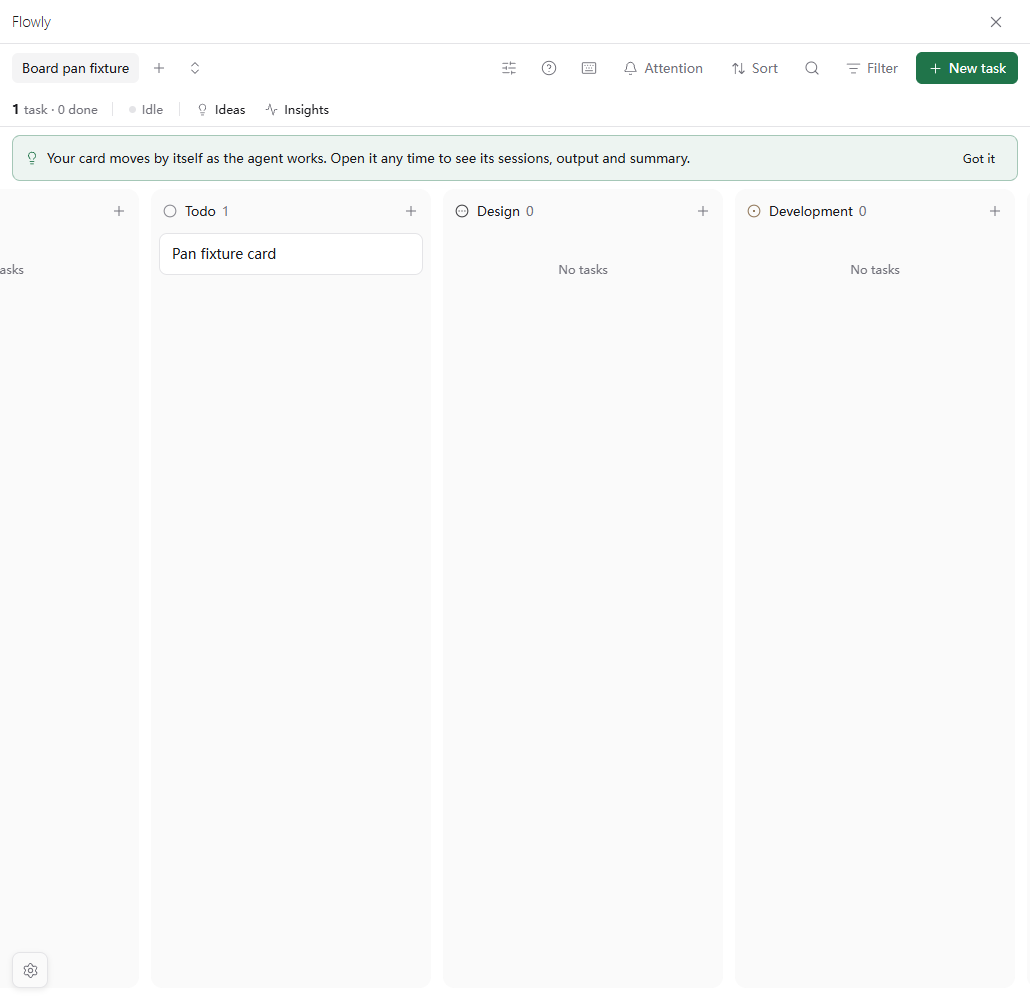 Flowly
Board pan fixture
Attention
Sort
Filter
New task
1 task · 0 done
Idle
Ideas
Insights
Your card moves by itself as the agent works. Open it any time to see its sessions, output and summary.
Got it
asks
Todo 1
Pan fixture card
Design 0
No tasks
Development 0
No tasks